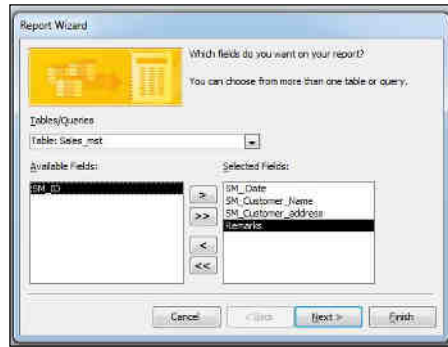 Report Wizard
Which fields do you want on your report?
You can choose from more than one table or query.
Tables/Queries
Table: Sales_mst
Available Fields:
Selected Fields:
SM_ID
SM_Date
SM_Customer_Name
SM_Customer_address
Remarks
>
>>
<
<<
Cancel
< Back
Next >
Finish